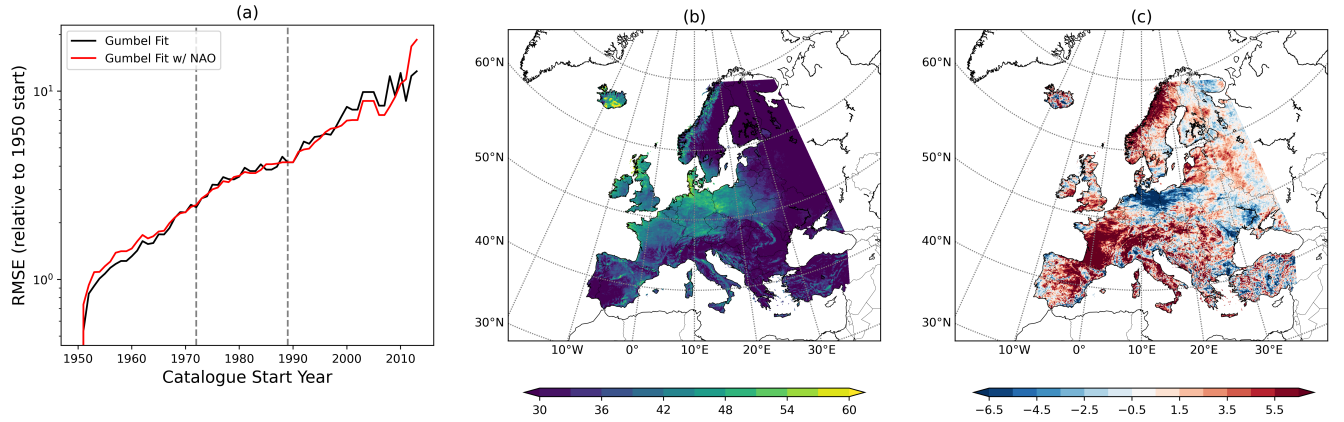 (a)
RMSE (relative to 1950 start)
10¹
10⁰
Gumbel Fit
Gumbel Fit w/ NAO
1950 1960 1970 1980 1990 2000 2010
Catalogue Start Year
(b)
60°N
50°N
40°N
30°N
10°W 0° 10°E 20°E 30°E
30 36 42 48 54 60
(c)
60°N
50°N
40°N
30°N
10°W 0° 10°E 20°E 30°E
−6.5 −4.5 −2.5 −0.5 1.5 3.5 5.5